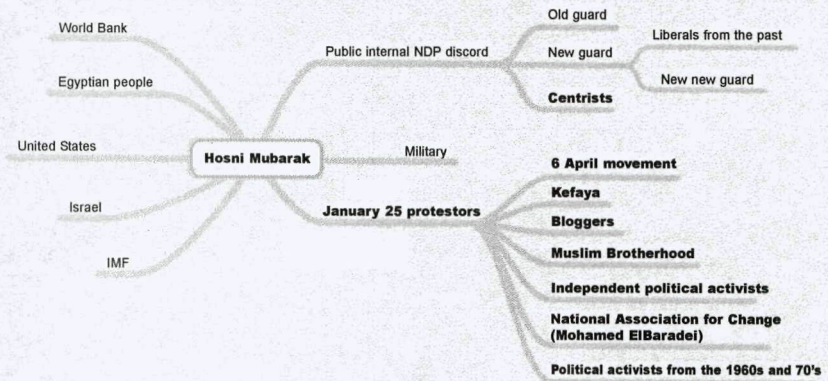 World Bank
Egyptian people
United States
Israel
IMF
Hosni Mubarak
Public internal NDP discord
Old guard
New guard
Liberals from the past
New new guard
Centrists
Military
January 25 protestors
6 April movement
Kefaya
Bloggers
Muslim Brotherhood
Independent political activists
National Association for Change
(Mohamed ElBaradei)
Political activists from the 1960s and 70's